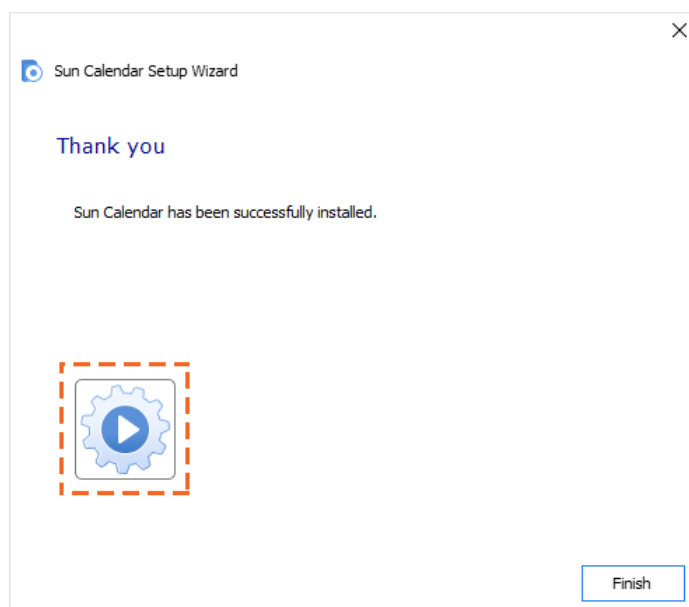 Sun Calendar Setup Wizard
Thank you
Sun Calendar has been successfully installed.
Finish